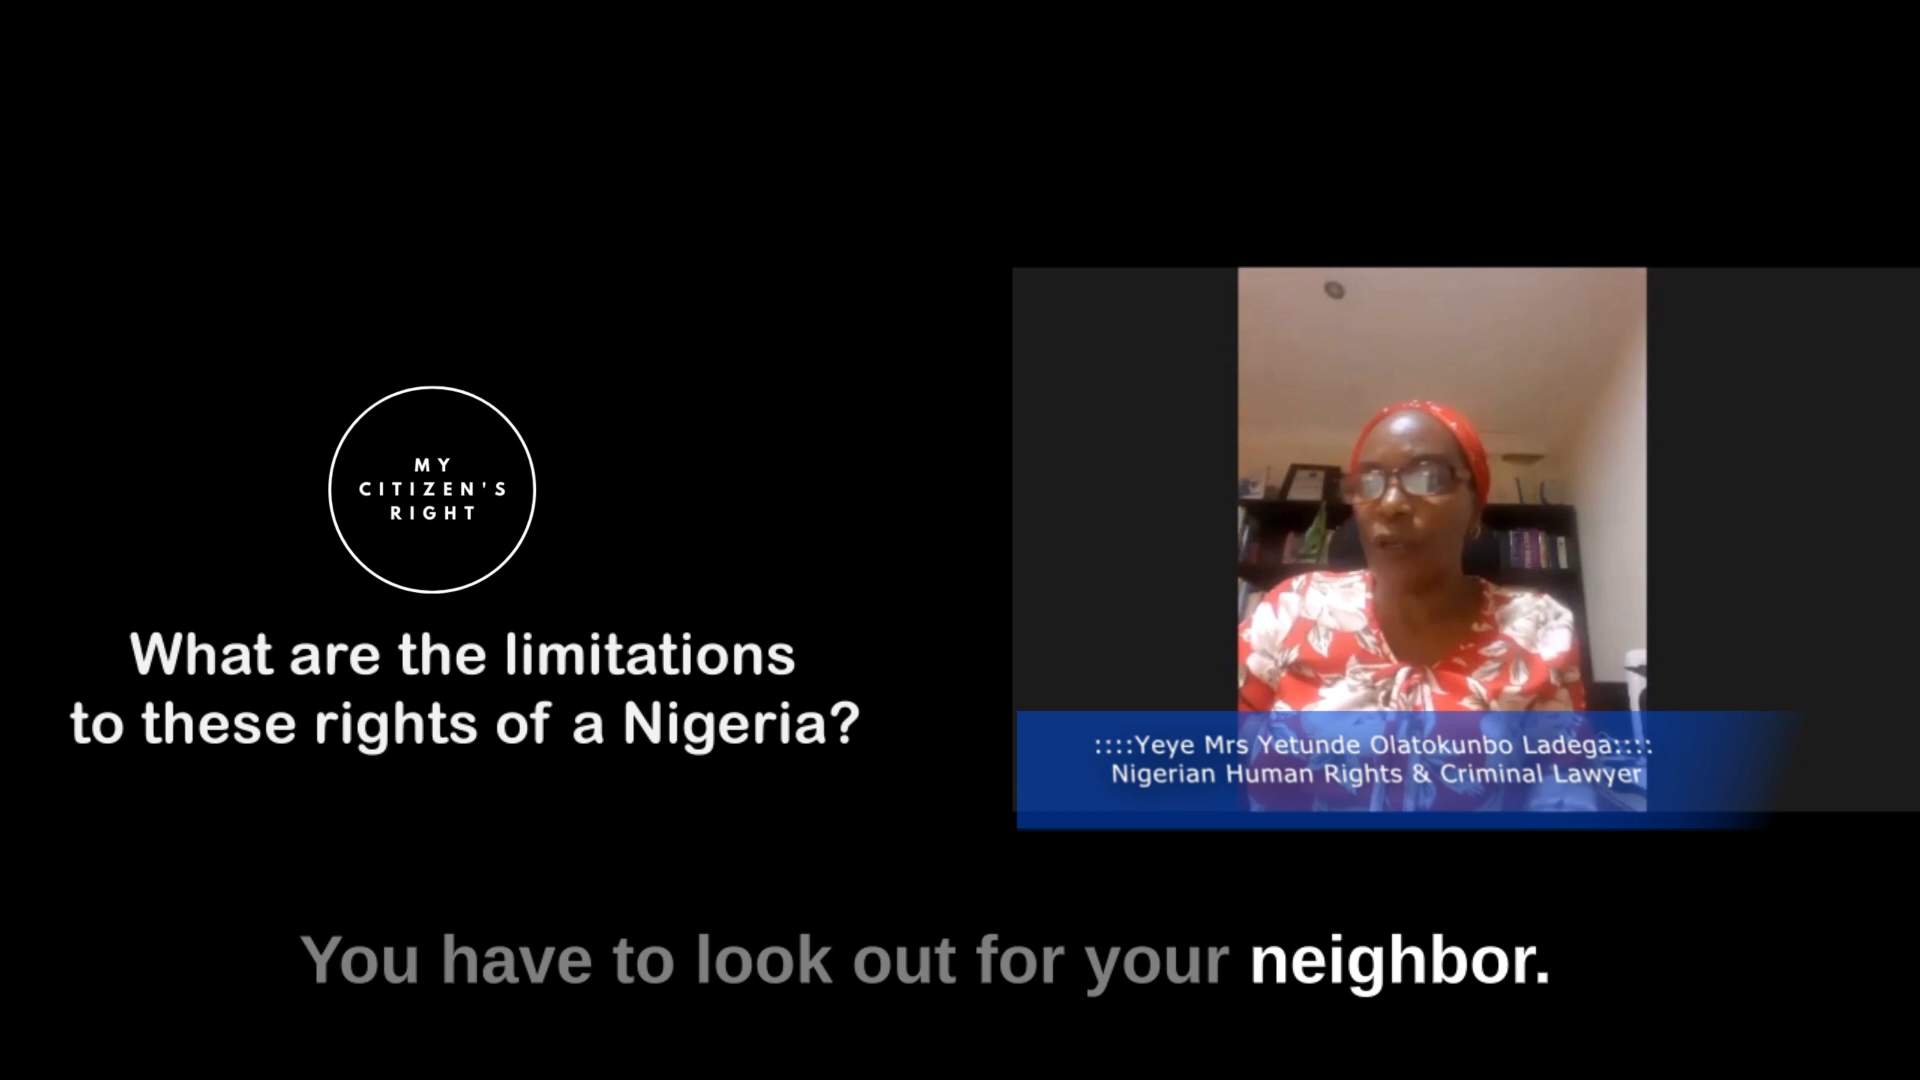 MY
CITIZEN'S
RIGHT
What are the limitations
to these rights of a Nigeria?
::::Yeye Mrs Yetunde Olatokunbo Ladega::::
Nigerian Human Rights & Criminal Lawyer
You have to look out for your neighbor.